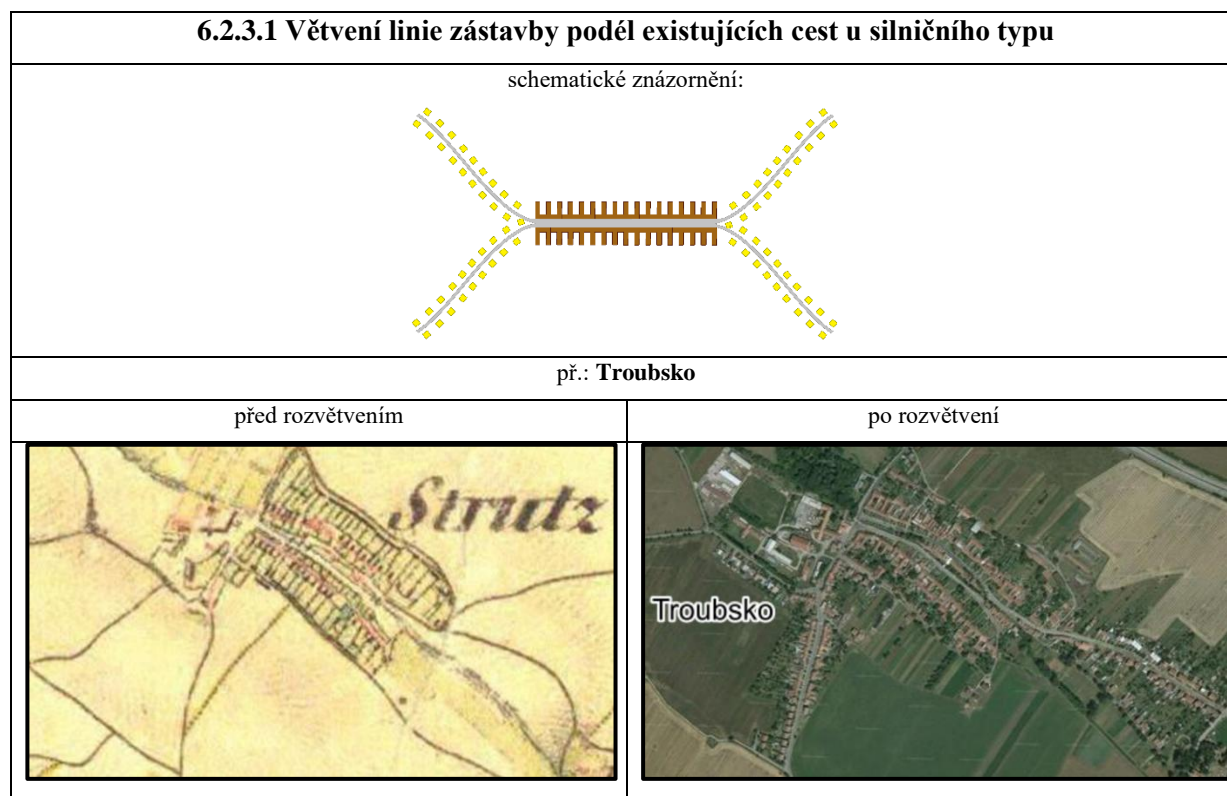 6.2.3.1 Větvení linie zástavby podél existujících cest u silničního typu
schematické znázornění:
př.: Troubsko
před rozvětvením
po rozvětvení
Strutz
Troubsko